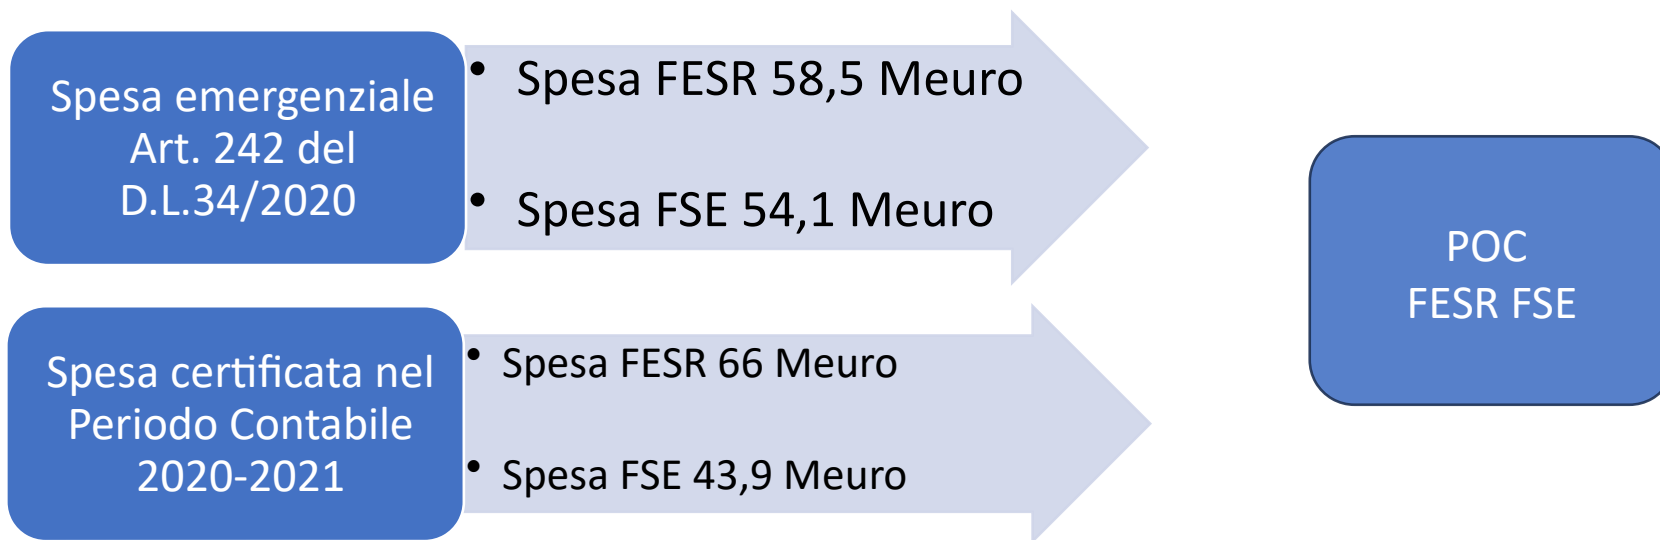 Spesa emergenziale
Art. 242 del
D.L.34/2020
• Spesa FESR 58,5 Meuro
• Spesa FSE 54,1 Meuro
Spesa certificata nel
Periodo Contabile
2020-2021
• Spesa FESR 66 Meuro
• Spesa FSE 43,9 Meuro
POC
FESR FSE